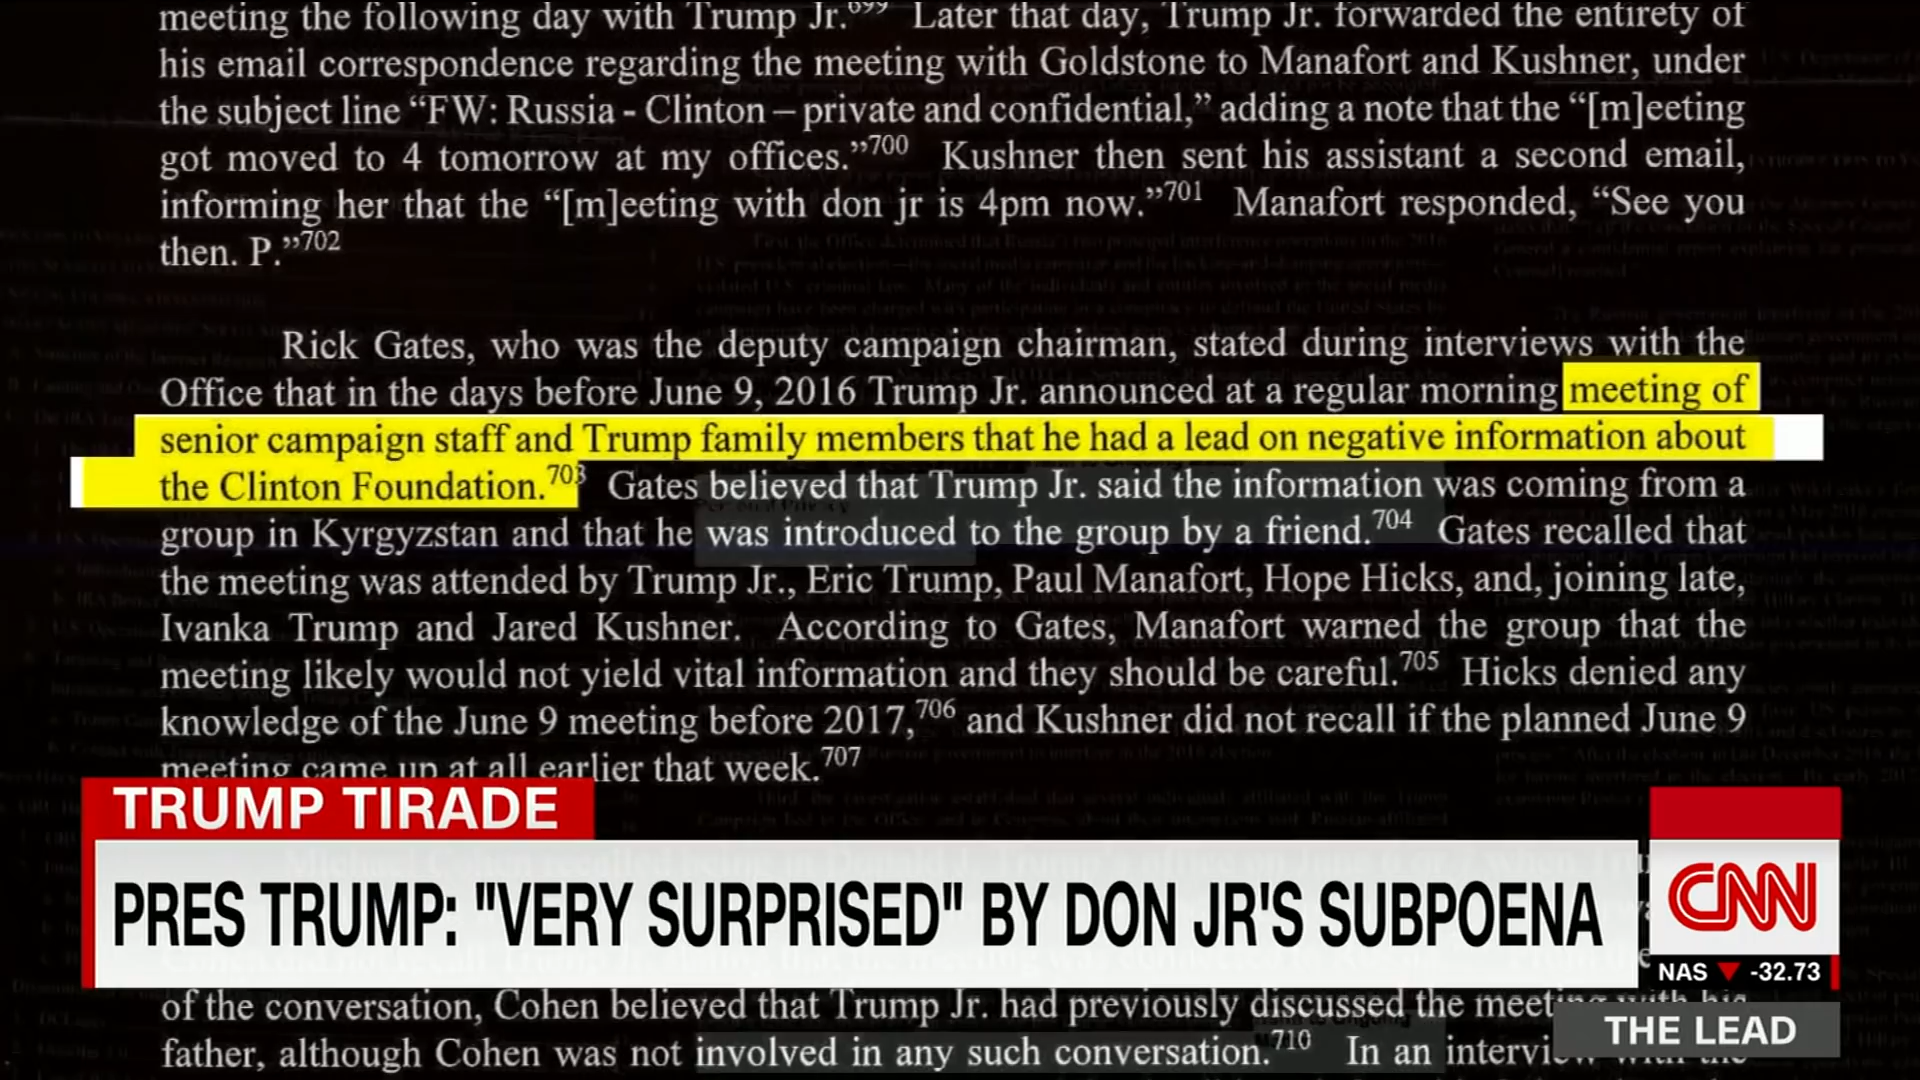 meeting the following day with Trump Jr.⁶⁹⁹ Later that day, Trump Jr. forwarded the entirety of
his email correspondence regarding the meeting with Goldstone to Manafort and Kushner, under
the subject line “FW: Russia - Clinton – private and confidential,” adding a note that the “[m]eeting
got moved to 4 tomorrow at my offices.”⁷⁰⁰ Kushner then sent his assistant a second email,
informing her that the “[m]eeting with don jr is 4pm now.”⁷⁰¹ Manafort responded, “See you
then. P.”⁷⁰²
Rick Gates, who was the deputy campaign chairman, stated during interviews with the
Office that in the days before June 9, 2016 Trump Jr. announced at a regular morning meeting of
senior campaign staff and Trump family members that he had a lead on negative information about
the Clinton Foundation.⁷⁰³ Gates believed that Trump Jr. said the information was coming from a
group in Kyrgyzstan and that he was introduced to the group by a friend.⁷⁰⁴ Gates recalled that
the meeting was attended by Trump Jr., Eric Trump, Paul Manafort, Hope Hicks, and, joining late,
Ivanka Trump and Jared Kushner. According to Gates, Manafort warned the group that the
meeting likely would not yield vital information and they should be careful.⁷⁰⁵ Hicks denied any
knowledge of the June 9 meeting before 2017,⁷⁰⁶ and Kushner did not recall if the planned June 9
meeting came up at all earlier that week.⁷⁰⁷
TRUMP TIRADE
PRES TRUMP: "VERY SURPRISED" BY DON JR'S SUBPOENA
CNN
NAS ▼ -32.73
THE LEAD
of the conversation, Cohen believed that Trump Jr. had previously discussed the meeting with his
father, although Cohen was not involved in any such conversation.⁷¹⁰ In an interview with the